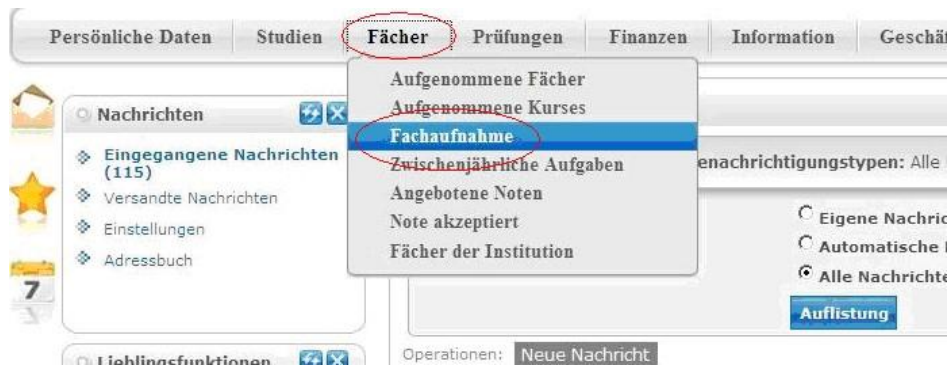 Persönliche Daten Studien Fächer Prüfungen Finanzen Information
Aufgenommene Fächer
Aufgenommene Kurses
Fachaufnahme
Zwischenjährliche Aufgaben
Angebotene Noten
Note akzeptiert
Fächer der Institution
Nachrichten
Eingegangene Nachrichten
(115)
Versandte Nachrichten
Einstellungen
Adressbuch
7
Lieblingsfunktionen
enachrichtigungstypen: Alle
Eigene Nachric
Automatische
Alle Nachrichte
Auflistung
Operationen: Neue Nachricht